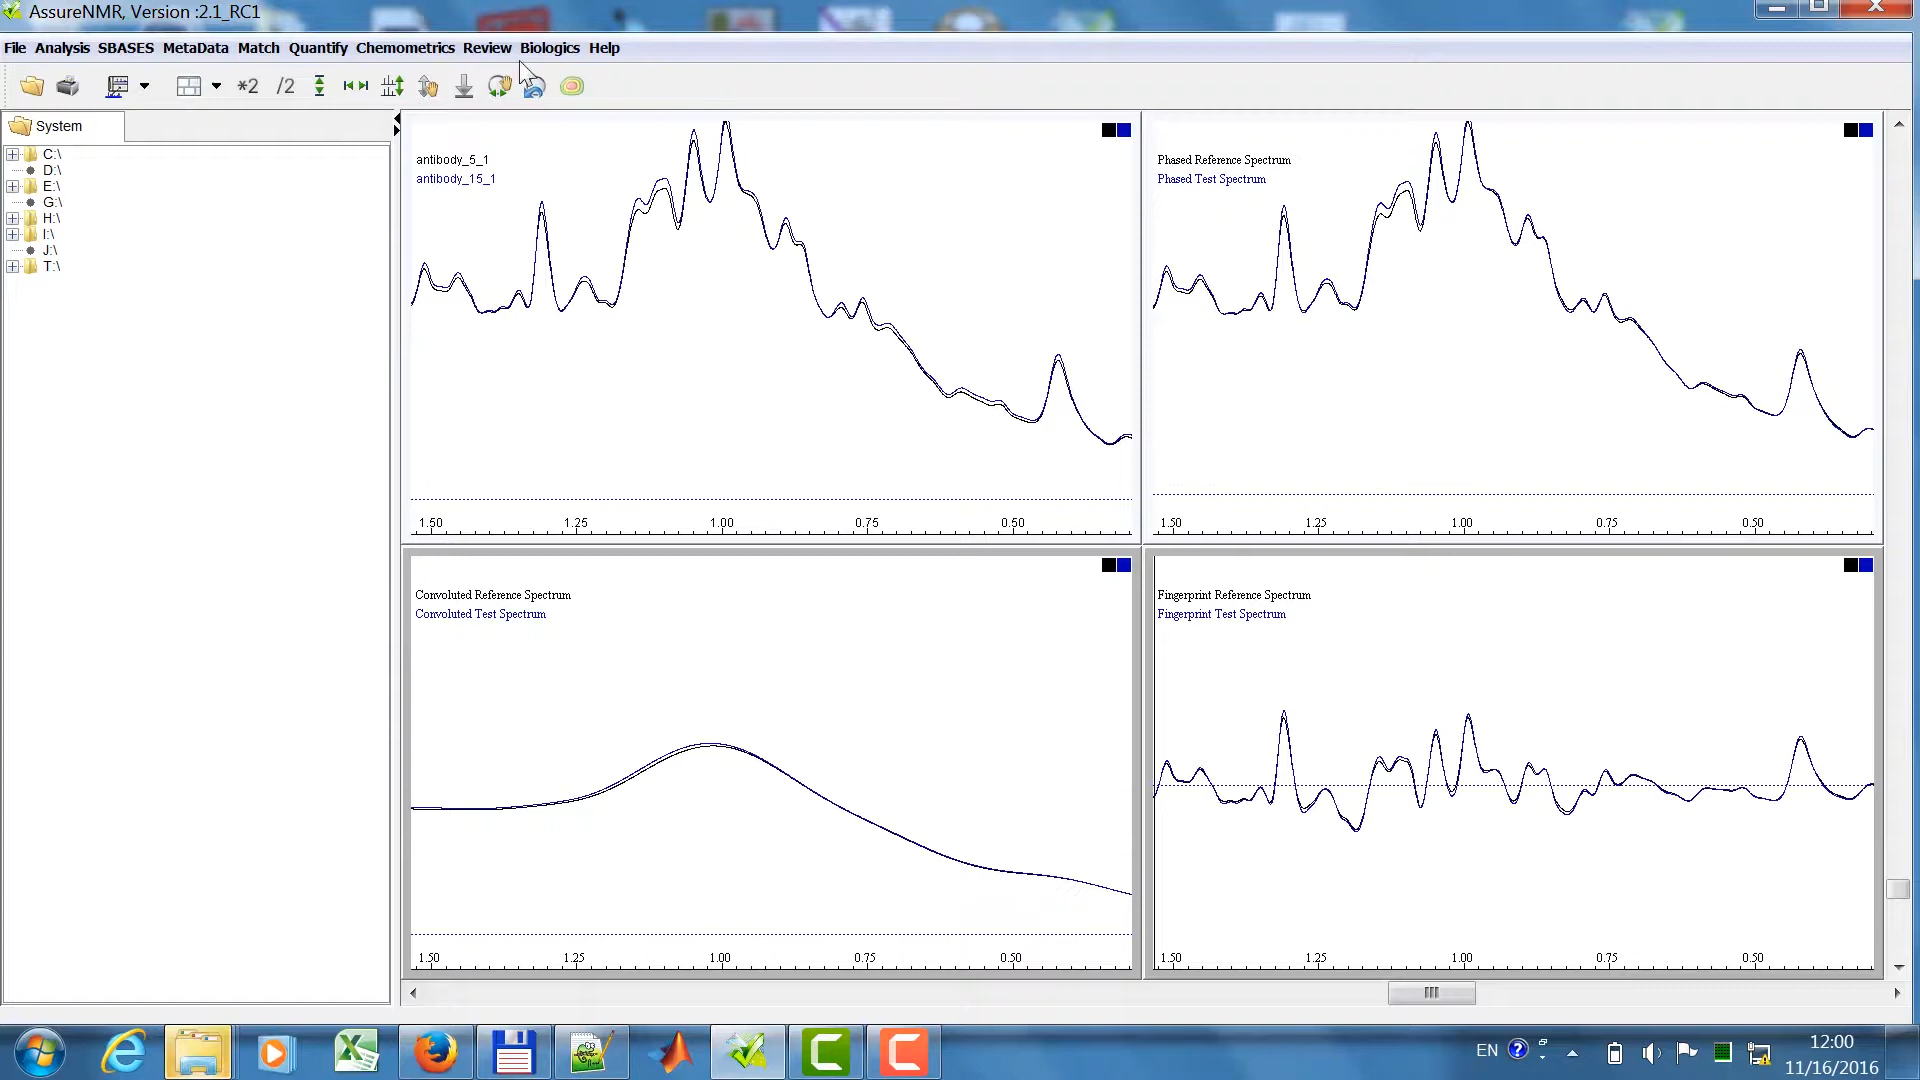 AssureNMR, Version :2.1_RC1
File Analysis SBASES MetaData Match Quantify Chemometrics Review Biologics Help
*2 /2
System
C:\
D:\
E:\
G:\
H:\
I:\
J:\
T:\
antibody_5_1
antibody_15_1
1.50 1.25 1.00 0.75 0.50
Phased Reference Spectrum
Phased Test Spectrum
1.50 1.25 1.00 0.75 0.50
Convoluted Reference Spectrum
Convoluted Test Spectrum
1.50 1.25 1.00 0.75 0.50
Fingerprint Reference Spectrum
Fingerprint Test Spectrum
1.50 1.25 1.00 0.75 0.50
EN
12:00
11/16/2016